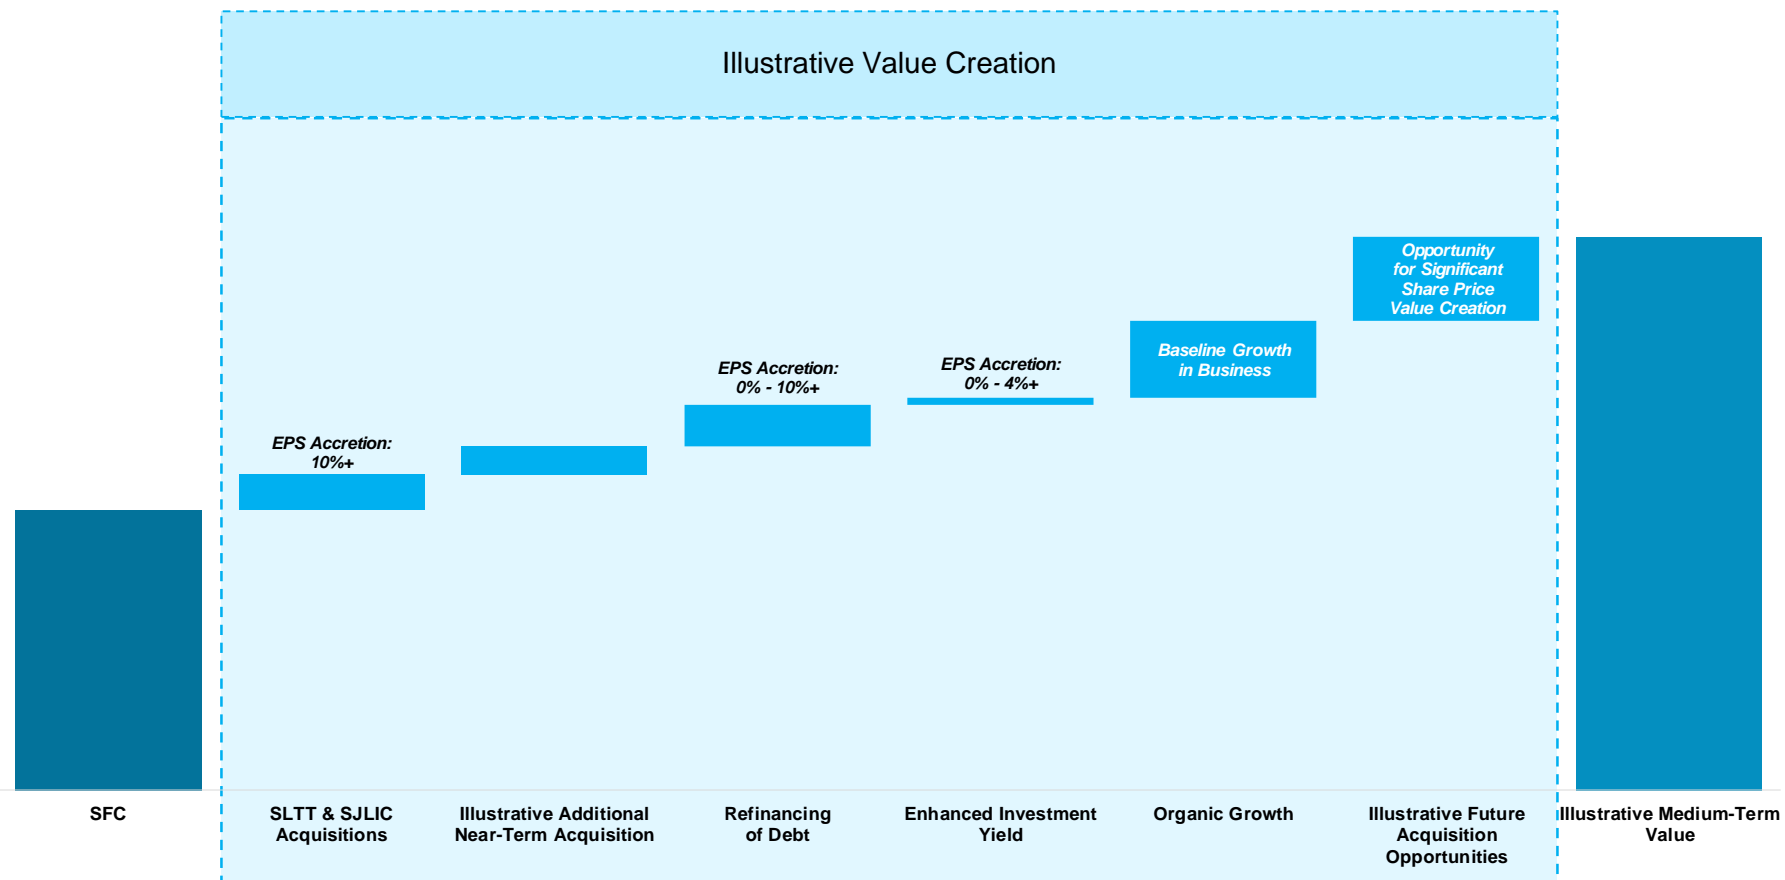 Illustrative Value Creation
Opportunity
for Significant
Share Price
Value Creation
Baseline Growth
in Business
EPS Accretion:
0% - 10%+
EPS Accretion:
0% - 4%+
EPS Accretion:
10%+
SFC
SLTT & SJLIC
Acquisitions
Illustrative Additional
Near-Term Acquisition
Refinancing
of Debt
Enhanced Investment
Yield
Organic Growth
Illustrative Future
Acquisition
Opportunities
Illustrative Medium-Term
Value